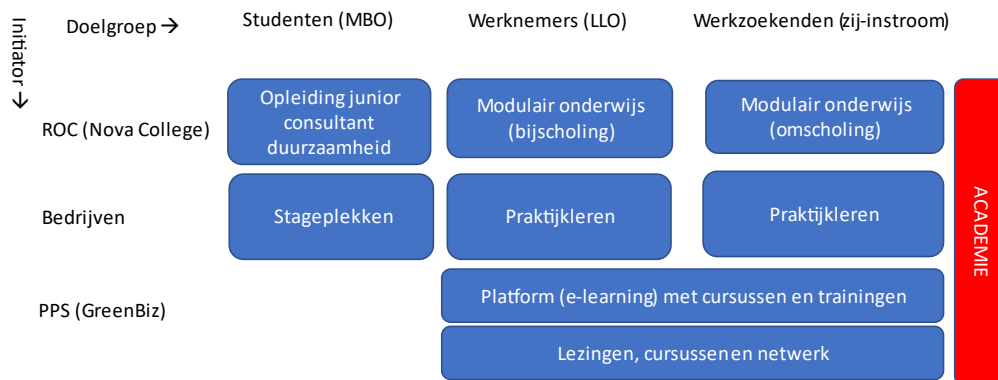 Initiator →
Doelgroep →
Studenten (MBO)
Werknemers (LLO)
Werkzoekenden (zij-instroom)
ROC (Nova College)
Opleiding junior
consultant
duurzaamheid
Modulair onderwijs
(bijscholing)
Modulair onderwijs
(omscholing)
Bedrijven
Stageplekken
Praktijkleren
Praktijkleren
PPS (GreenBiz)
Platform (e-learning) met cursussen en trainingen
Lezingen, cursussen en netwerk
ACADEMIE